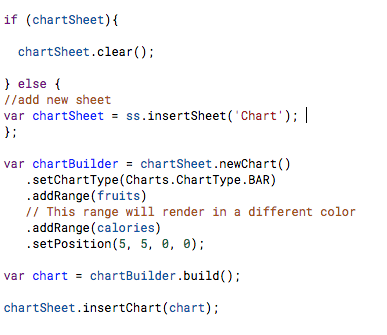 if (chartSheet){
chartSheet.clear();
} else {
//add new sheet
var chartSheet = ss.insertSheet('Chart');
};
var chartBuilder = chartSheet.newChart()
.setChartType(Charts.ChartType.BAR)
.addRange(fruits)
// This range will render in a different color
.addRange(calories)
.setPosition(5, 5, 0, 0);
var chart = chartBuilder.build();
chartSheet.insertChart(chart);